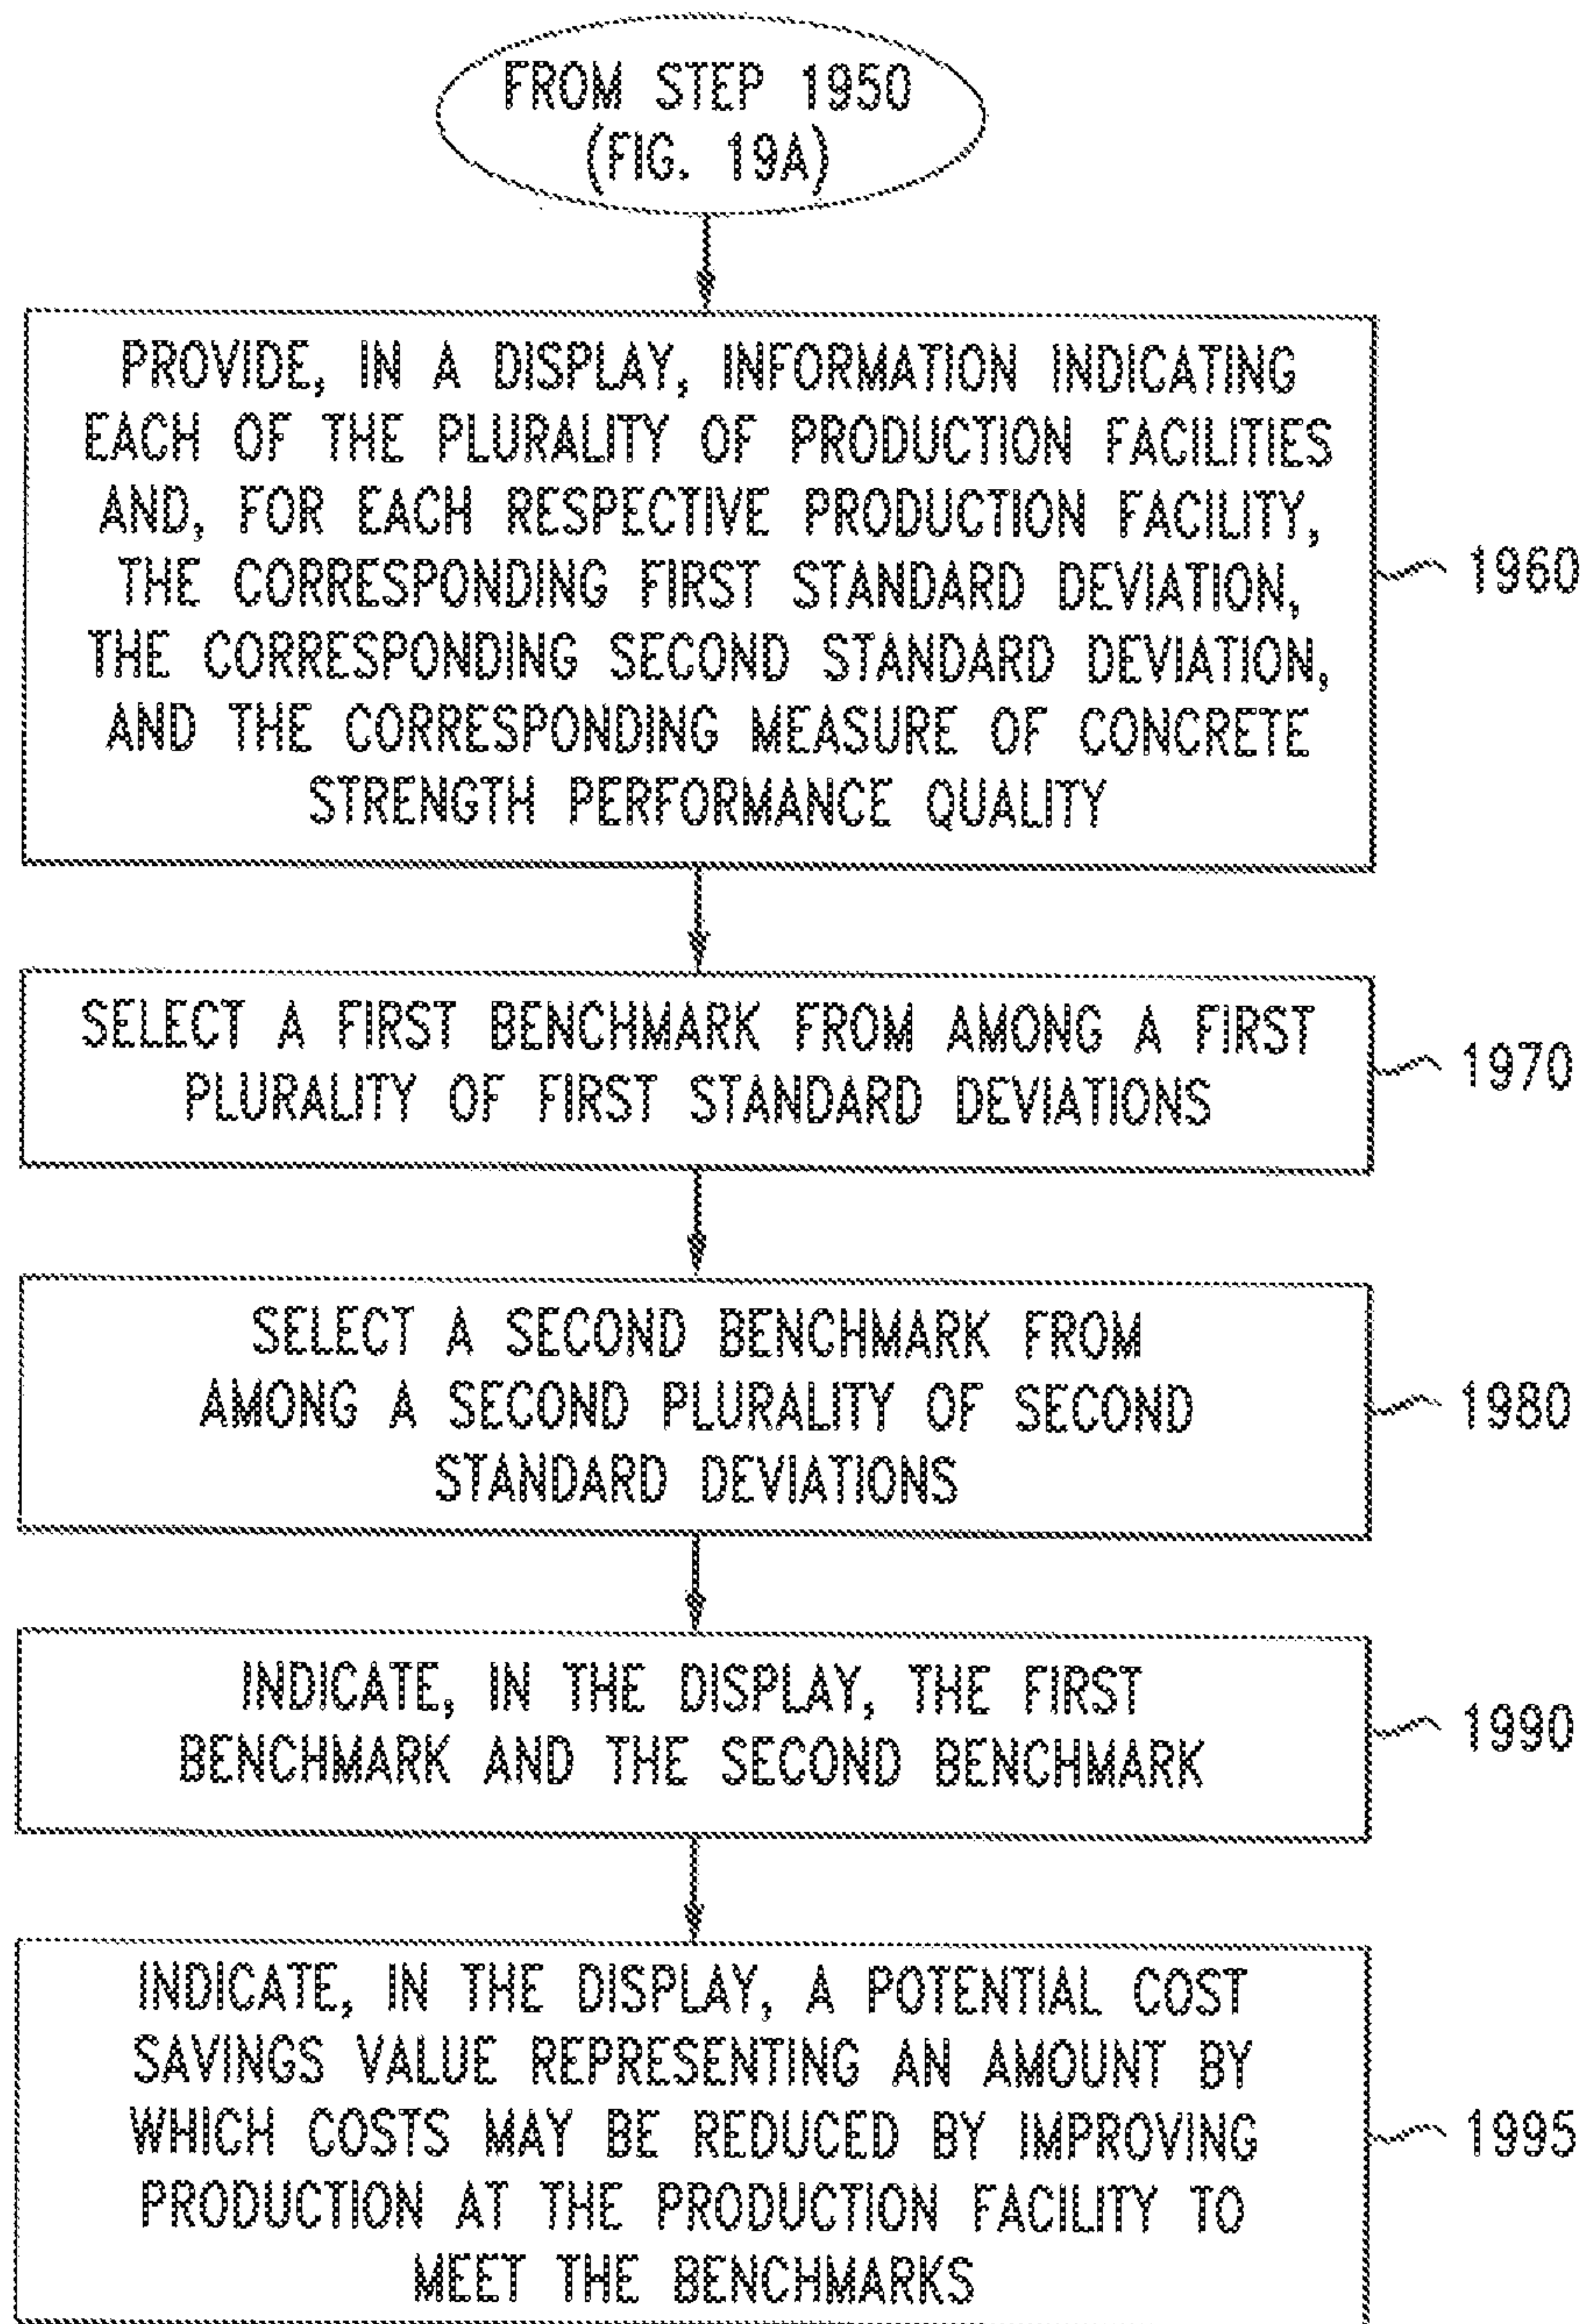 FROM STEP 1950
(FIG. 19A)
PROVIDE, IN A DISPLAY, INFORMATION INDICATING
EACH OF THE PLURALITY OF PRODUCTION FACILITIES
AND, FOR EACH RESPECTIVE PRODUCTION FACILITY,
THE CORRESPONDING FIRST STANDARD DEVIATION,
THE CORRESPONDING SECOND STANDARD DEVIATION,
AND THE CORRESPONDING MEASURE OF CONCRETE
STRENGTH PERFORMANCE QUALITY
1960
SELECT A FIRST BENCHMARK FROM AMONG A FIRST
PLURALITY OF FIRST STANDARD DEVIATIONS
1970
SELECT A SECOND BENCHMARK FROM
AMONG A SECOND PLURALITY OF SECOND
STANDARD DEVIATIONS
1980
INDICATE, IN THE DISPLAY, THE FIRST
BENCHMARK AND THE SECOND BENCHMARK
1990
INDICATE, IN THE DISPLAY, A POTENTIAL COST
SAVINGS VALUE REPRESENTING AN AMOUNT BY
WHICH COSTS MAY BE REDUCED BY IMPROVING
PRODUCTION AT THE PRODUCTION FACILITY TO
MEET THE BENCHMARKS
1995